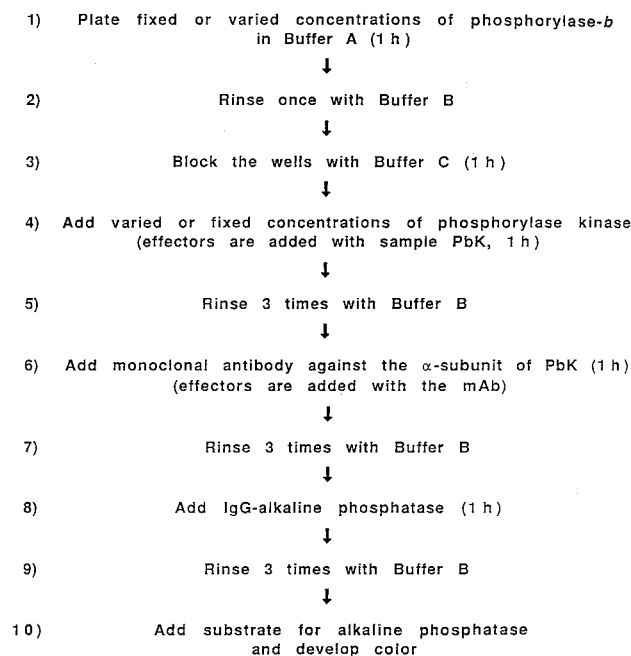 1) Plate fixed or varied concentrations of phosphorylase-b
in Buffer A (1 h)
↓
2) Rinse once with Buffer B
↓
3) Block the wells with Buffer C (1 h)
↓
4) Add varied or fixed concentrations of phosphorylase kinase
(effectors are added with sample PbK, 1 h)
↓
5) Rinse 3 times with Buffer B
↓
6) Add monoclonal antibody against the α-subunit of PbK (1 h)
(effectors are added with the mAb)
↓
7) Rinse 3 times with Buffer B
↓
8) Add IgG-alkaline phosphatase (1 h)
↓
9) Rinse 3 times with Buffer B
↓
10) Add substrate for alkaline phosphatase
and develop color